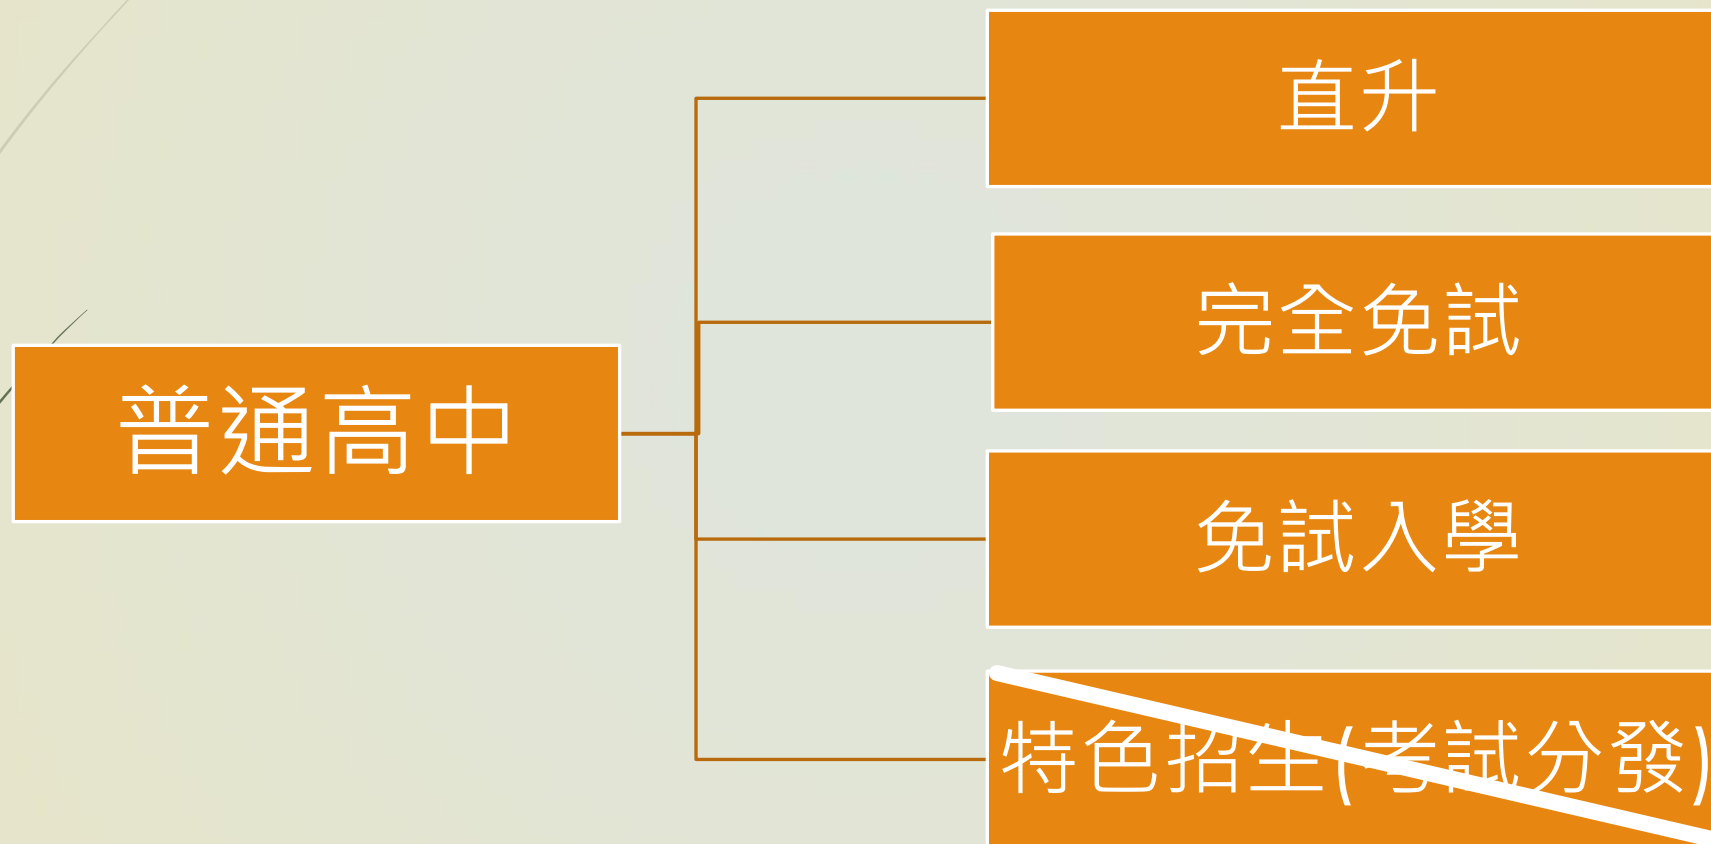 直升
完全免試
普通高中
免試入學
特色招生(考試分發)